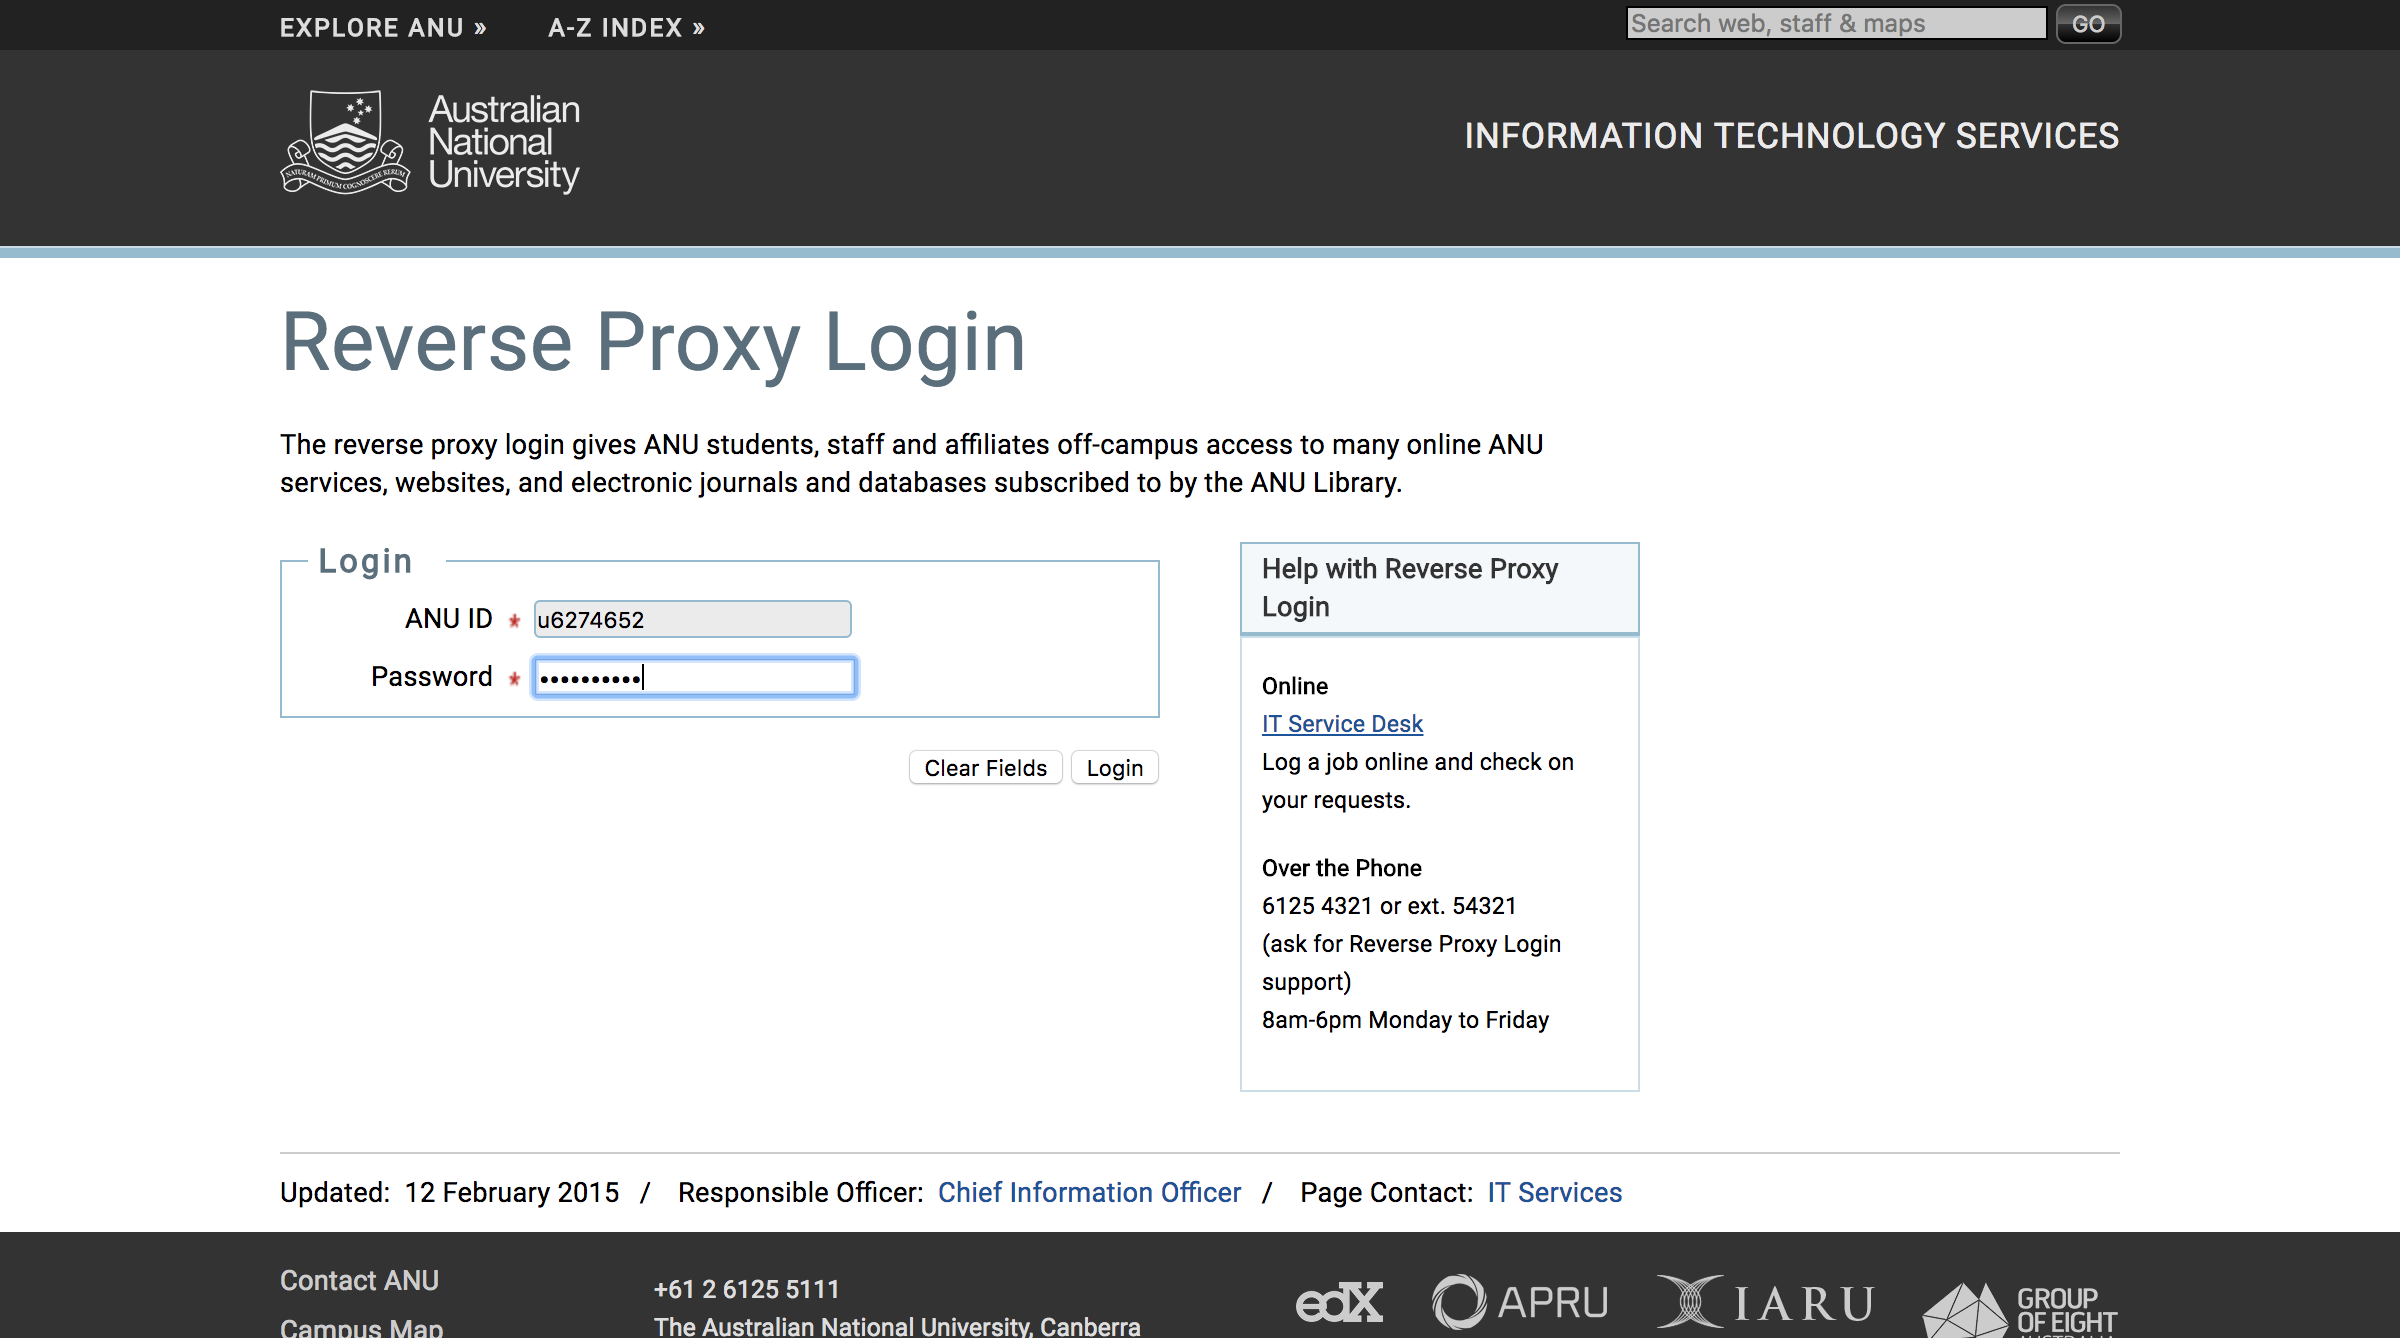 EXPLORE ANU »
A-Z INDEX »
Search web, staff & maps
GO
NATURAM PRIMUM COGNOSCERE RERUM
Australian
National
University
INFORMATION TECHNOLOGY SERVICES
Reverse Proxy Login
The reverse proxy login gives ANU students, staff and affiliates off-campus access to many online ANU
services, websites, and electronic journals and databases subscribed to by the ANU Library.
Login
ANU ID * u6274652
Password * ••••••••••
Clear Fields
Login
Help with Reverse Proxy
Login
Online
IT Service Desk
Log a job online and check on
your requests.
Over the Phone
6125 4321 or ext. 54321
(ask for Reverse Proxy Login
support)
8am-6pm Monday to Friday
Updated: 12 February 2015 / Responsible Officer: Chief Information Officer / Page Contact: IT Services
Contact ANU
Campus Map
+61 2 6125 5111
The Australian National University, Canberra
edX
APRU
IARU
GROUP
OF EIGHT
AUSTRALIA